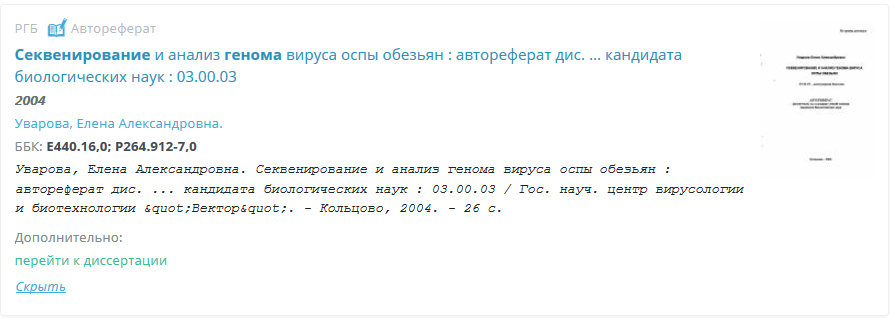 РГБ Автореферат
Секвенирование и анализ генома вируса оспы обезьян : автореферат дис. ... кандидата
биологических наук : 03.00.03
2004
Уварова, Елена Александровна.
ББК: Е440.16,0; Р264.912-7,0
Уварова, Елена Александровна. Секвенирование и анализ генома вируса оспы обезьян :
автореферат дис. ... кандидата биологических наук : 03.00.03 / Гос. науч. центр вирусологии
и биотехнологии &quot;Вектор&quot;. - Кольцово, 2004. - 26 с.
Дополнительно:
перейти к диссертации
Скрыть